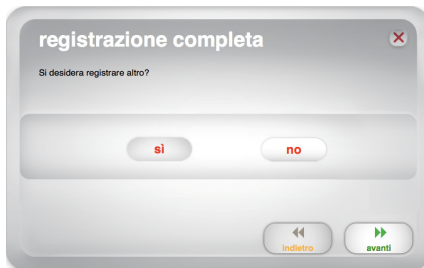 registrazione completa
Si desidera registrare altro?
sì
no
indietro
avanti